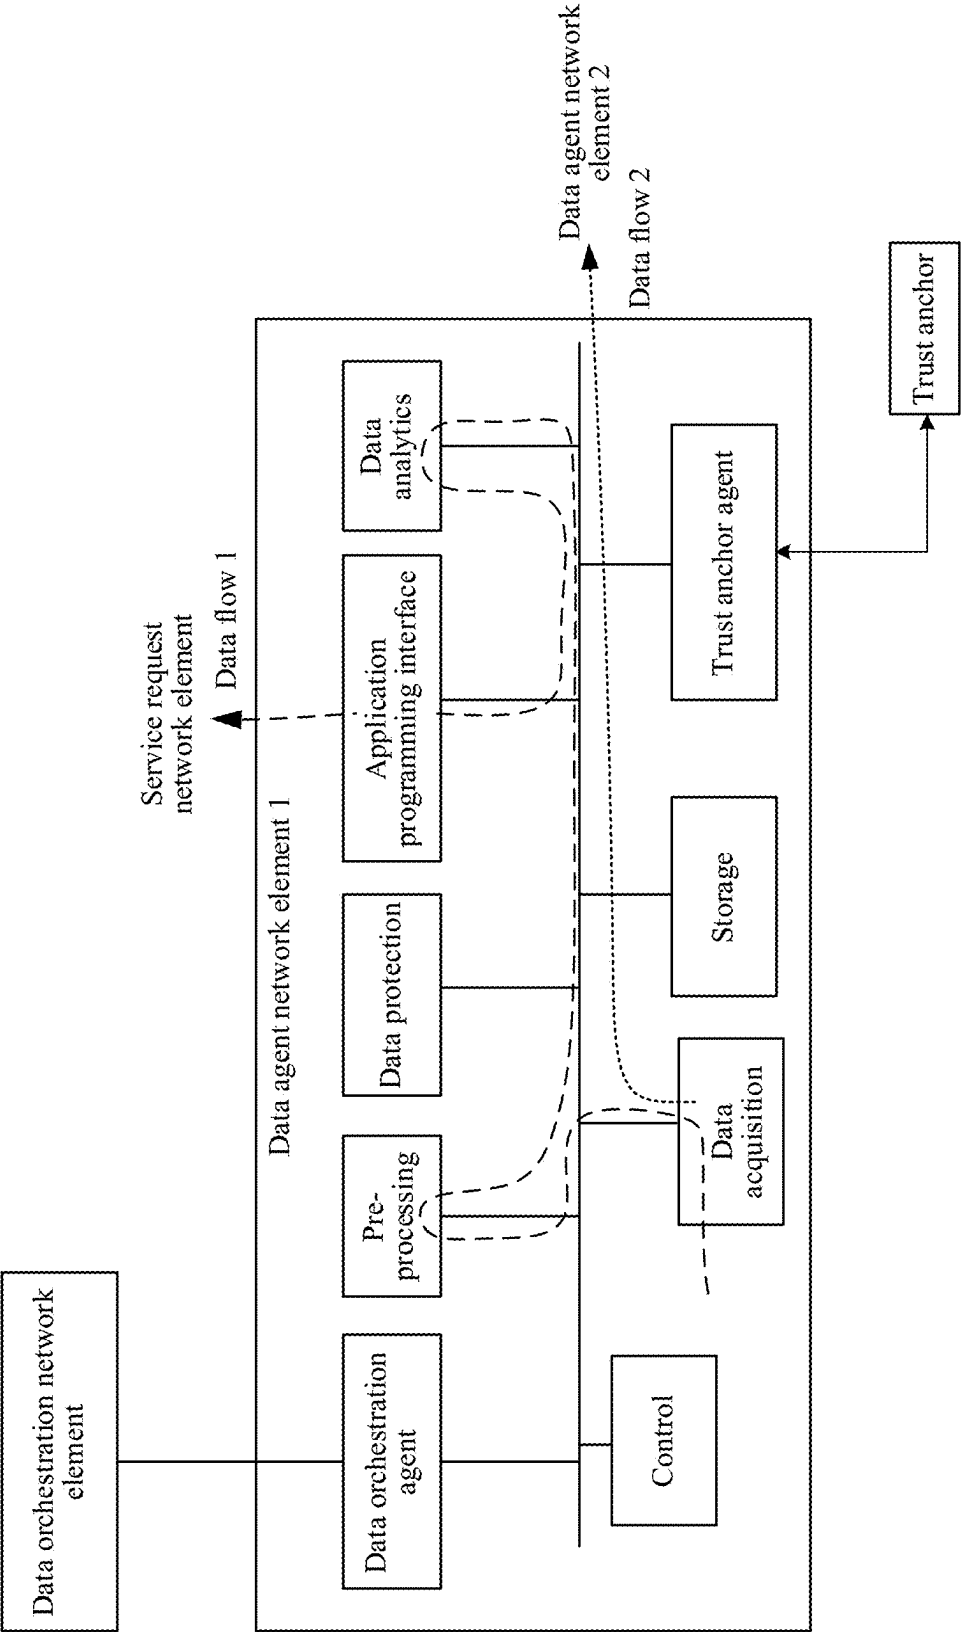 Data orchestration network
element
Service request
network element
Data flow 1
Data agent network element 1
Data orchestration
agent
Pre-
processing
Data protection
Application
programming interface
Data
analytics
Data agent network
element 2
Data flow 2
Control
Data
acquisition
Storage
Trust anchor agent
Trust anchor